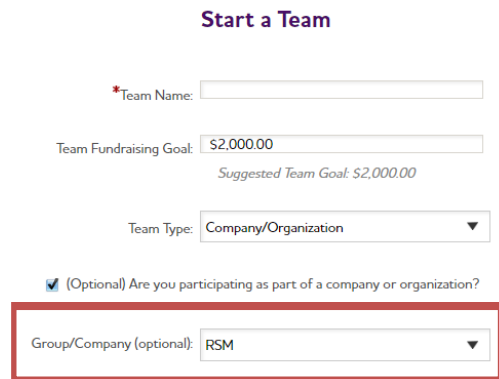 Start a Team
*Team Name:
Team Fundraising Goal: $2,000.00
Suggested Team Goal: $2,000.00
Team Type: Company/Organization
(Optional) Are you participating as part of a company or organization?
Group/Company (optional): RSM